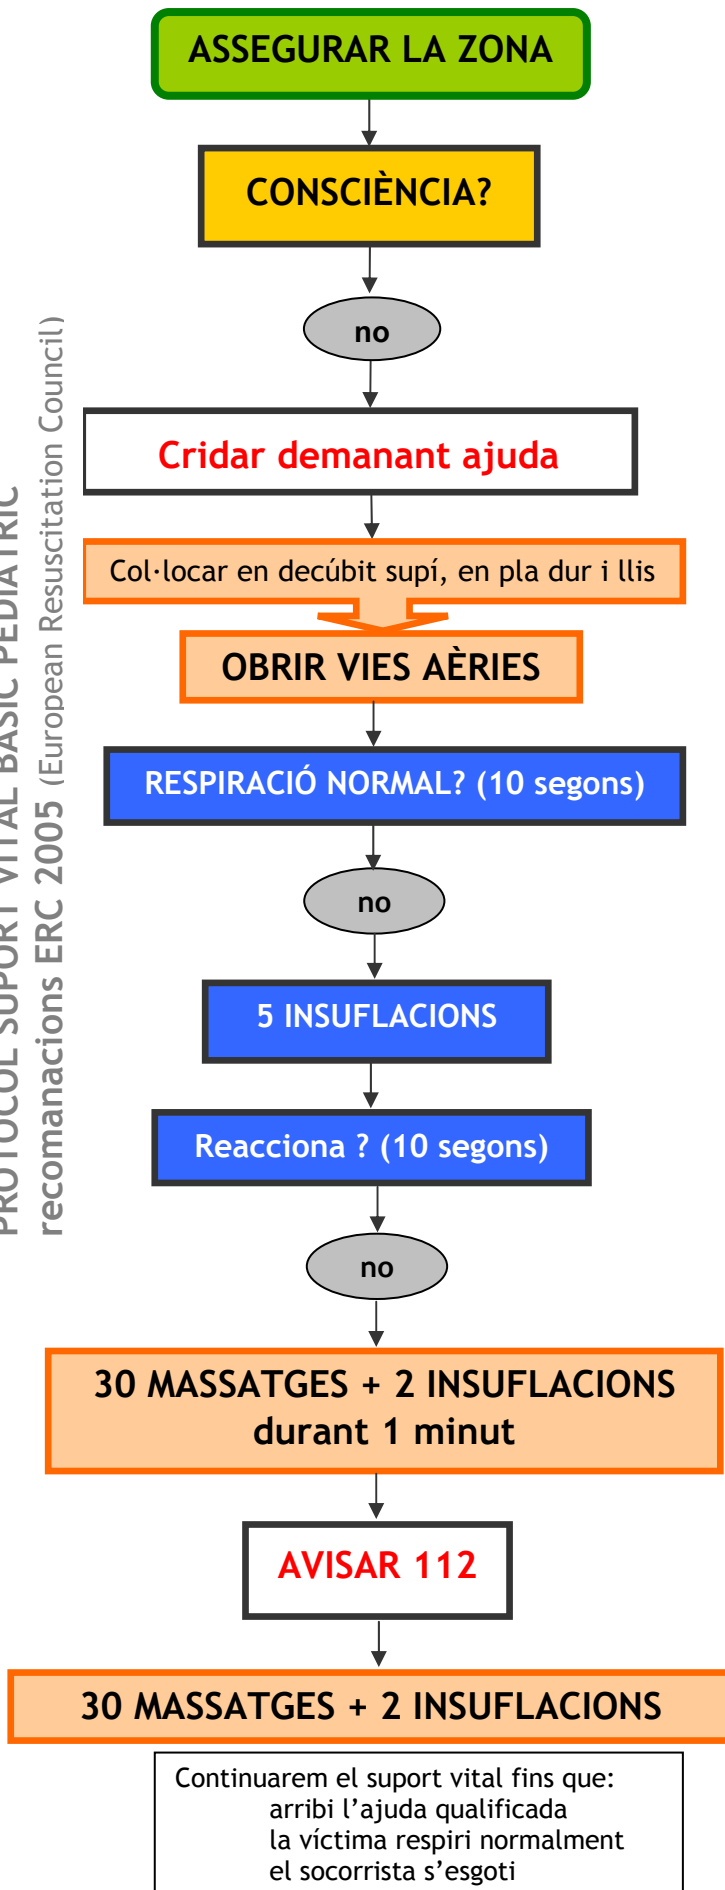 ASSEGURAR LA ZONA
CONSCIÈNCIA?
no
Cridar demanant ajuda
Col·locar en decúbit supí, en pla dur i llis
OBRIR VIES AÈRIES
RESPIRACIÓ NORMAL? (10 segons)
no
5 INSUFLACIONS
Reacciona ? (10 segons)
no
30 MASSATGES + 2 INSUFLACIONS
durant 1 minut
AVISAR 112
30 MASSATGES + 2 INSUFLACIONS
Continuarem el suport vital fins que:
arribi l’ajuda qualificada
la víctima respiri normalment
el socorrista s’esgoti
PROTOCOL SUPORT VITAL BÀSIC PEDIÀTRIC
recomanacions ERC 2005 (European Resuscitation Council)